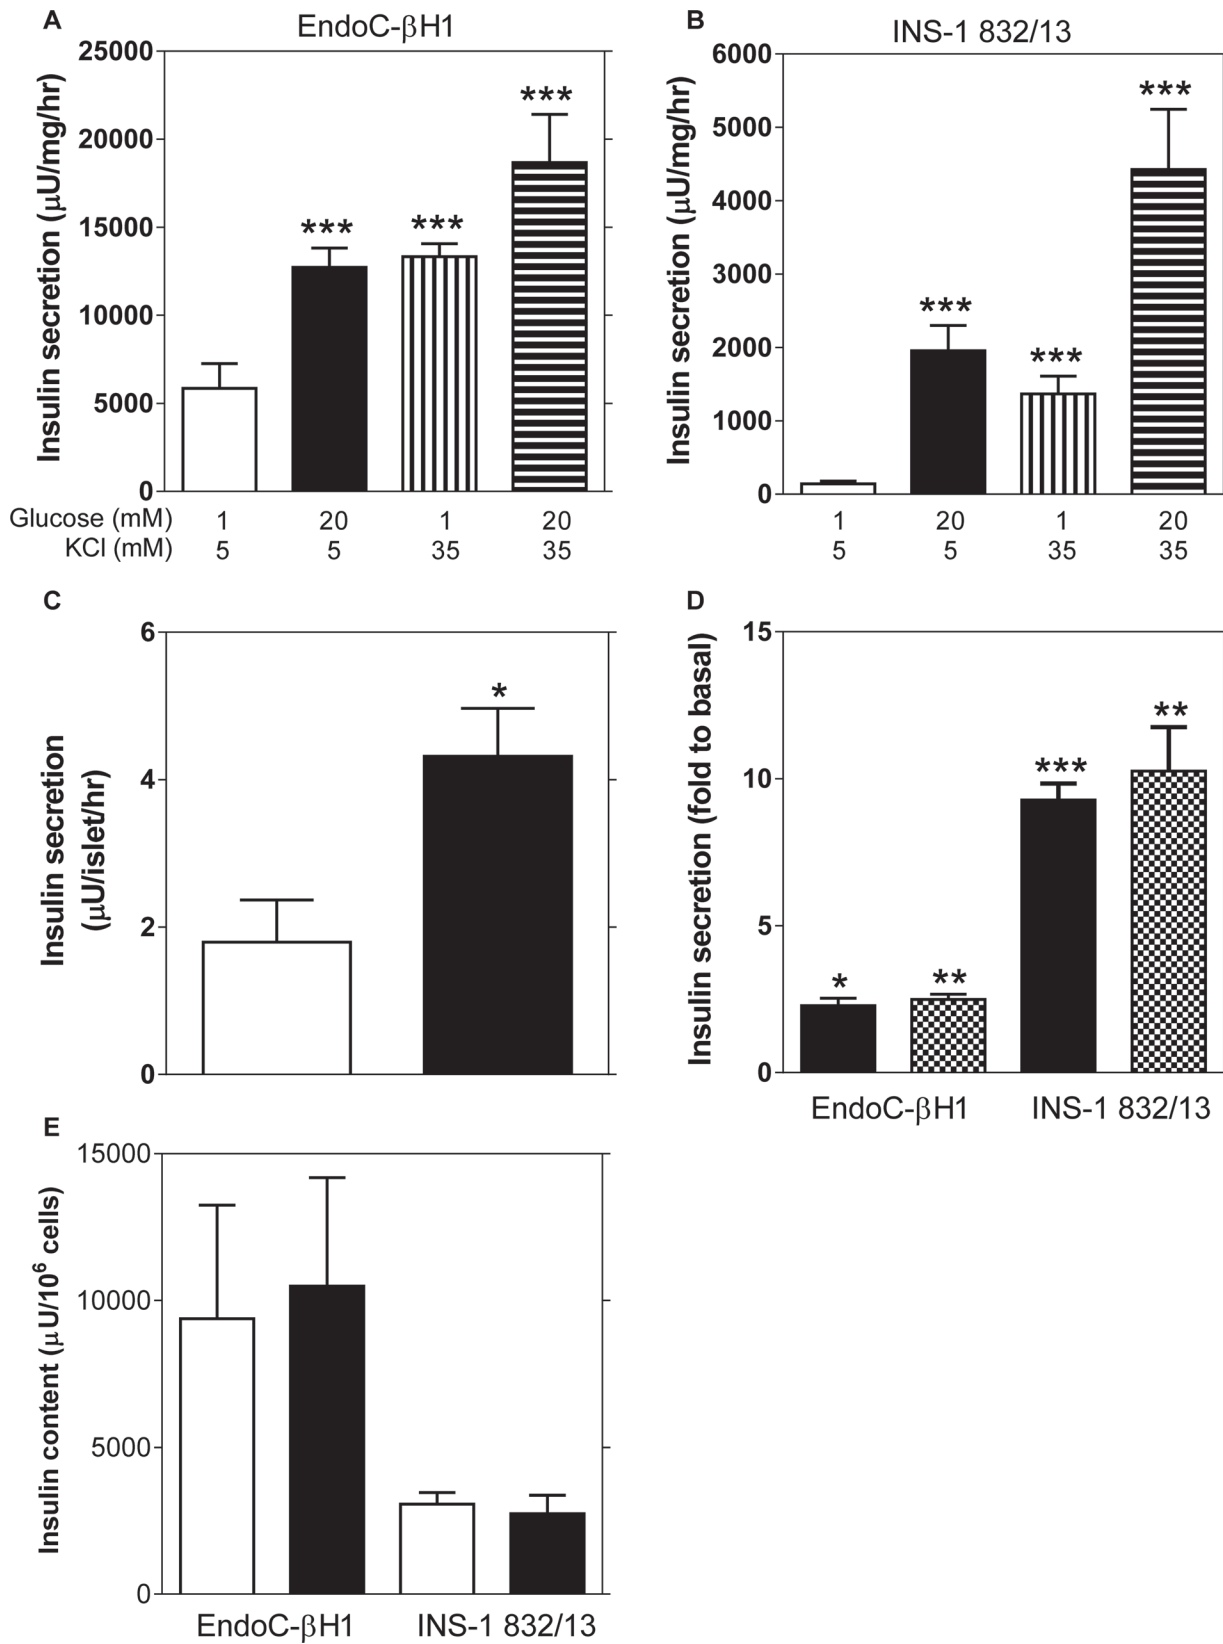 A
EndoC-βH1
Insulin secretion (μU/mg/hr)
25000
20000
15000
10000
5000
0
***
***
***
Glucose (mM) 1 20 1 20
KCl (mM) 5 5 35 35
B
INS-1 832/13
Insulin secretion (μU/mg/hr)
6000
5000
4000
3000
2000
1000
0
***
***
***
1 20 1 20
5 5 35 35
C
Insulin secretion
(μU/islet/hr)
6
4
2
0
*
D
Insulin secretion (fold to basal)
15
10
5
0
*
**
***
**
EndoC-βH1 INS-1 832/13
E
Insulin content (μU/10⁶ cells)
15000
10000
5000
0
EndoC-βH1 INS-1 832/13